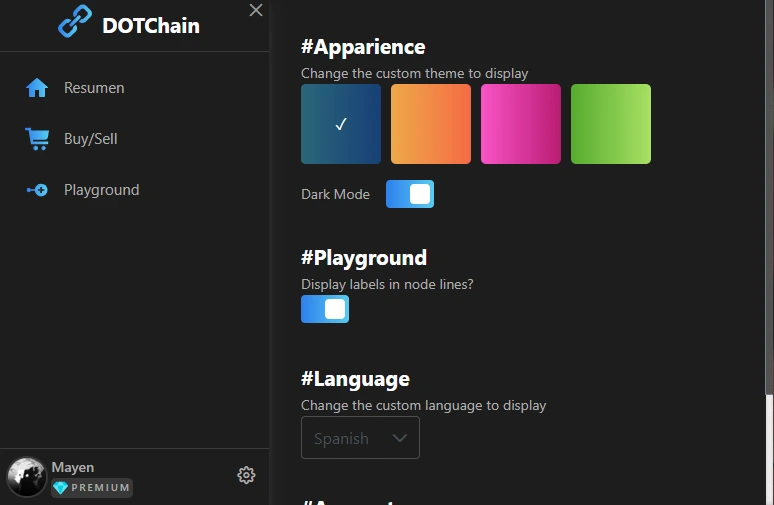 DOTChain
Resumen
Buy/Sell
Playground
Mayen
PREMIUM
#Apparience
Change the custom theme to display
Dark Mode
#Playground
Display labels in node lines?
#Language
Change the custom language to display
Spanish